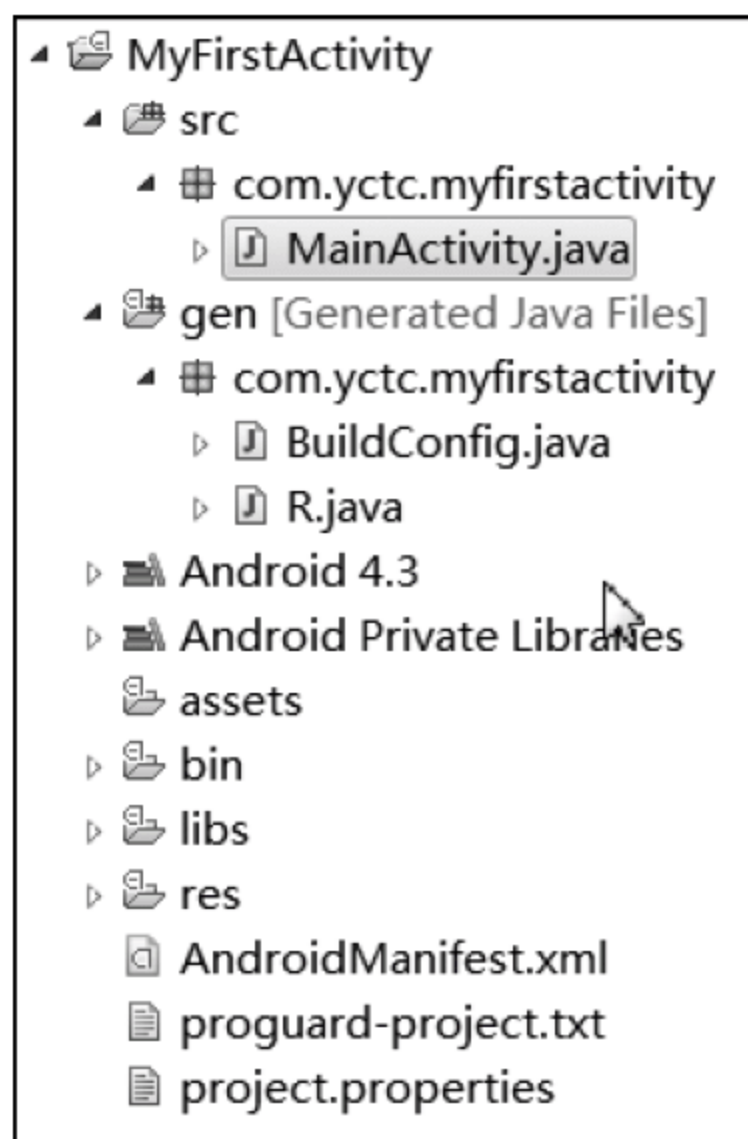 MyFirstActivity
src
com.yctc.myfirstactivity
MainActivity.java
gen [Generated Java Files]
com.yctc.myfirstactivity
BuildConfig.java
R.java
Android 4.3
Android Private Libraries
assets
bin
libs
res
AndroidManifest.xml
proguard-project.txt
project.properties